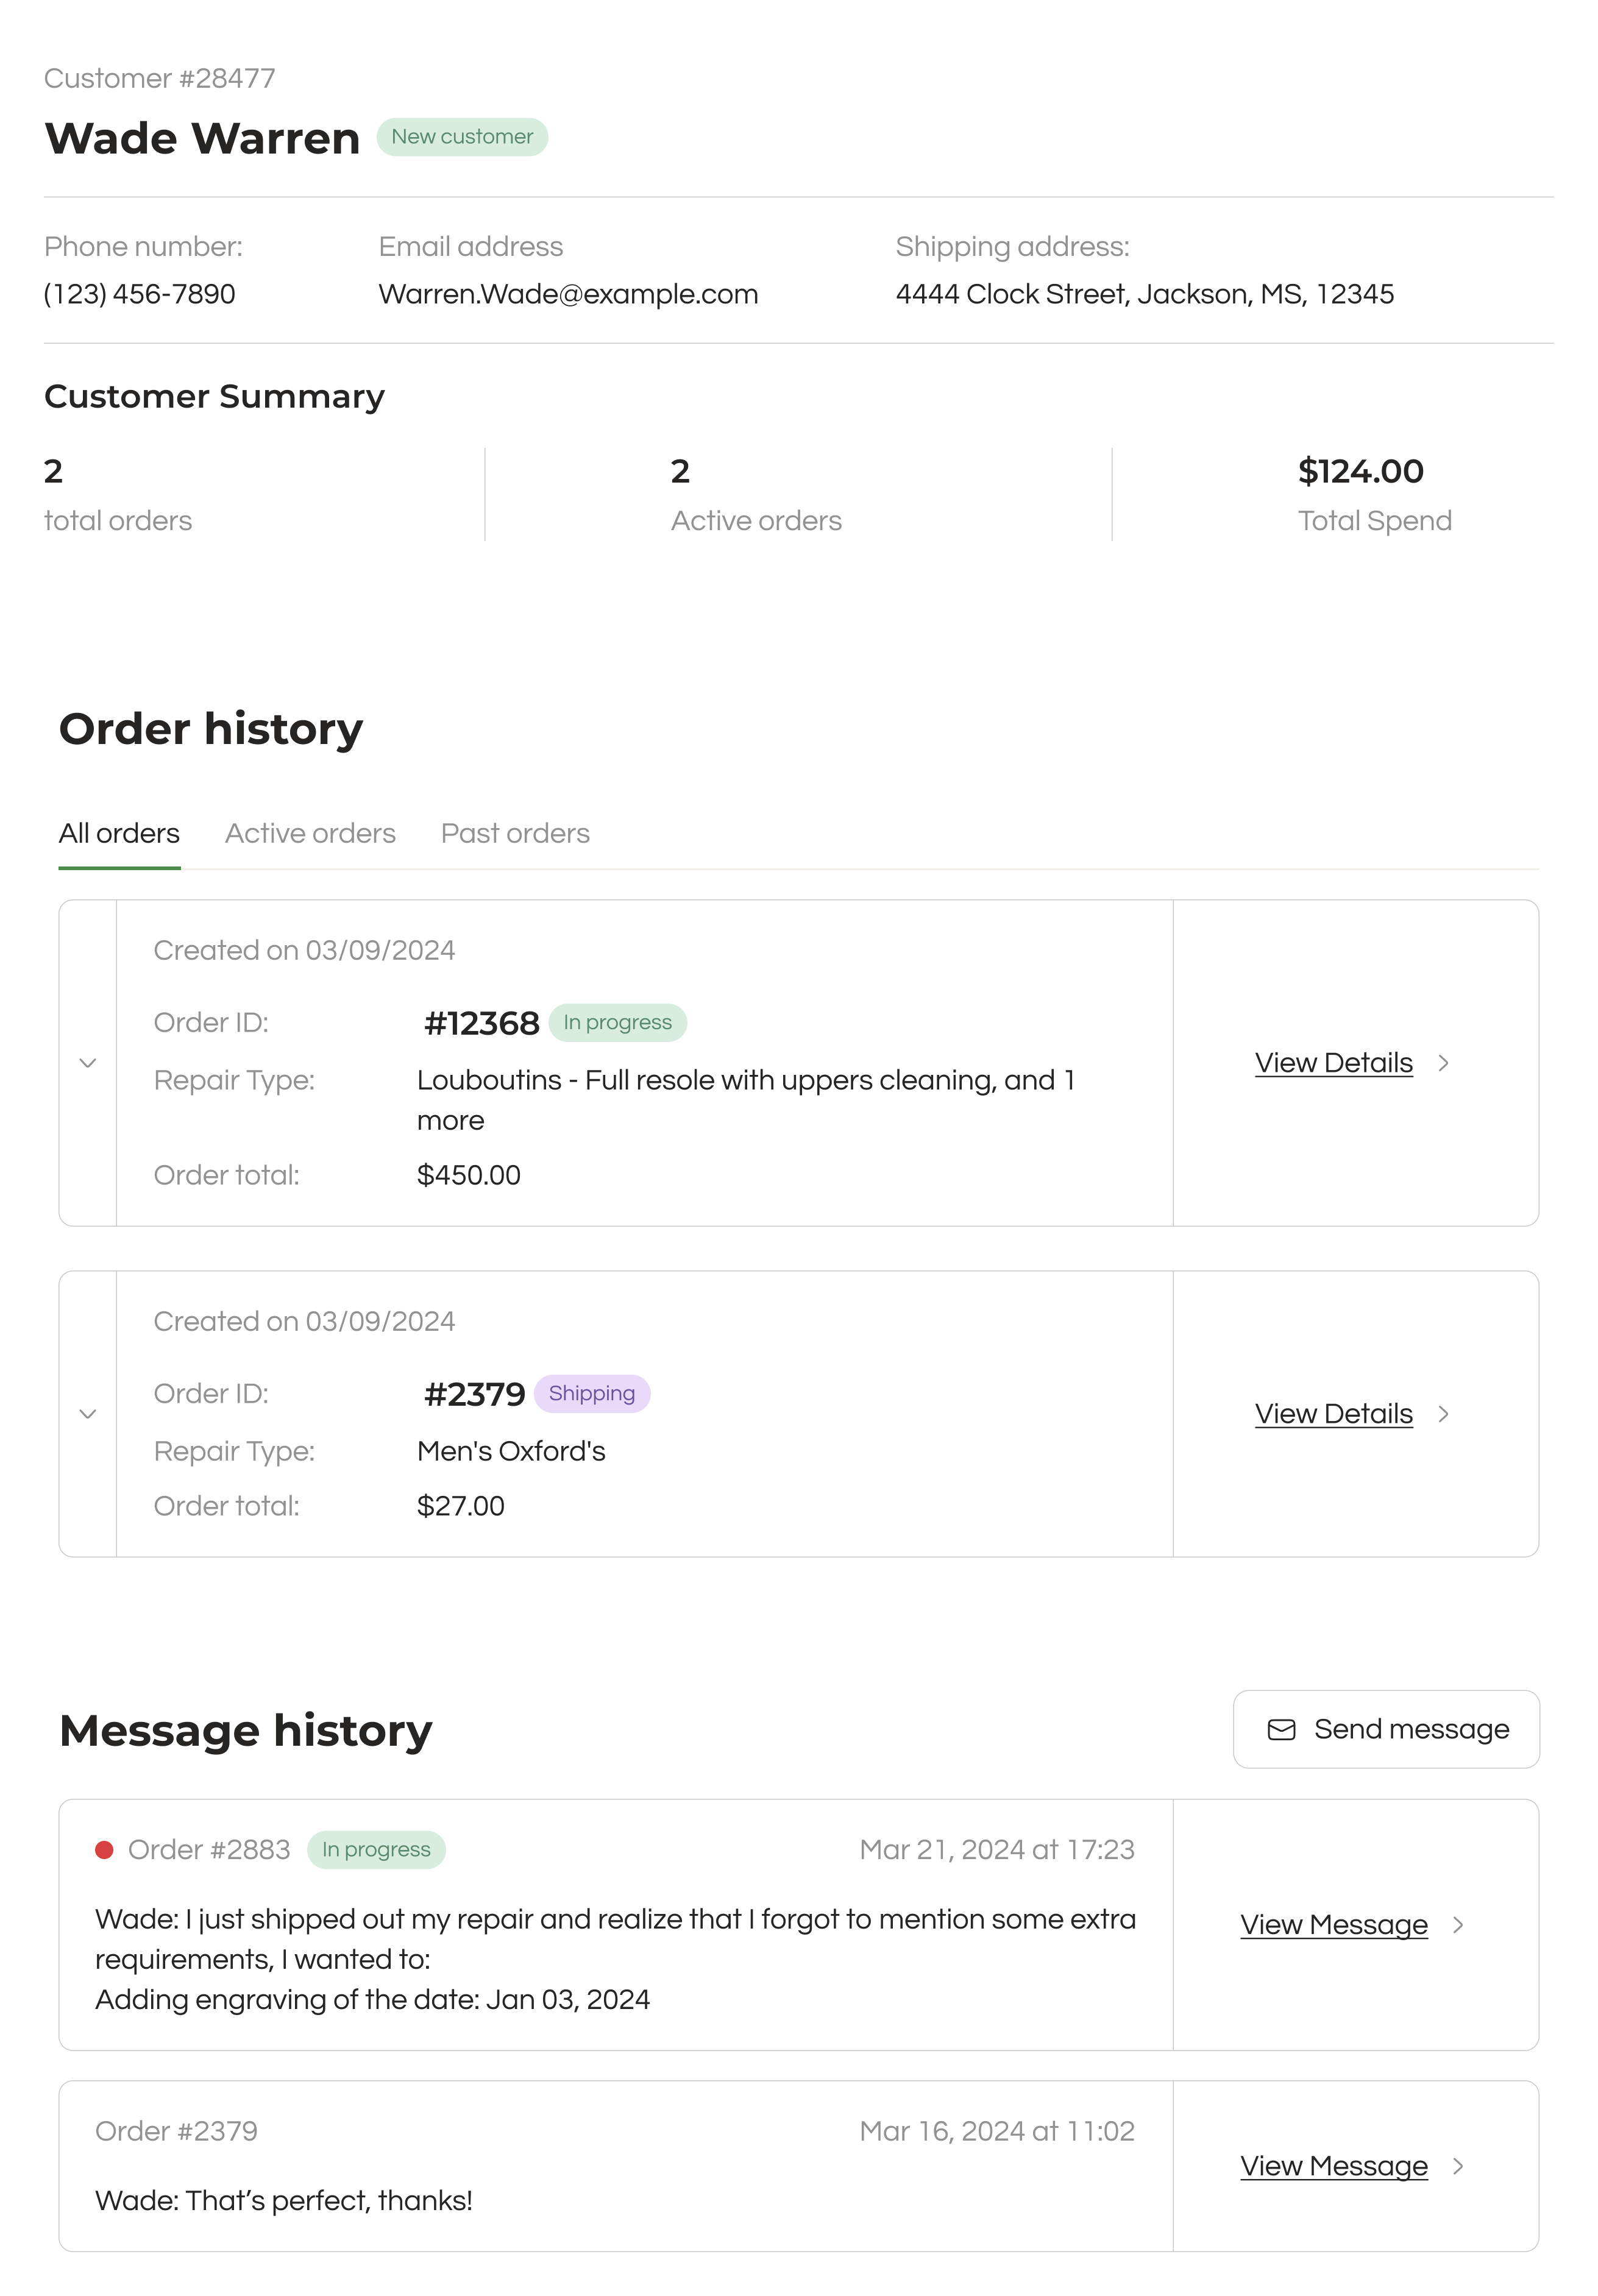 Customer #28477
Wade Warren New customer
Phone number: Email address Shipping address:
(123) 456-7890 Warren.Wade@example.com 4444 Clock Street, Jackson, MS, 12345
Customer Summary
2 2 $124.00
total orders Active orders Total Spend
Order history
All orders Active orders Past orders
Created on 03/09/2024
Order ID: #12368 In progress
Repair Type: Louboutins - Full resole with uppers cleaning, and 1
more
View Details
Order total: $450.00
Created on 03/09/2024
Order ID: #2379 Shipping
View Details
Repair Type: Men's Oxford's
Order total: $27.00
Message history Send message
Order #2883 In progress Mar 21, 2024 at 17:23
Wade: I just shipped out my repair and realize that I forgot to mention some extra
requirements, I wanted to:
Adding engraving of the date: Jan 03, 2024
View Message
Order #2379 Mar 16, 2024 at 11:02
Wade: That’s perfect, thanks!
View Message